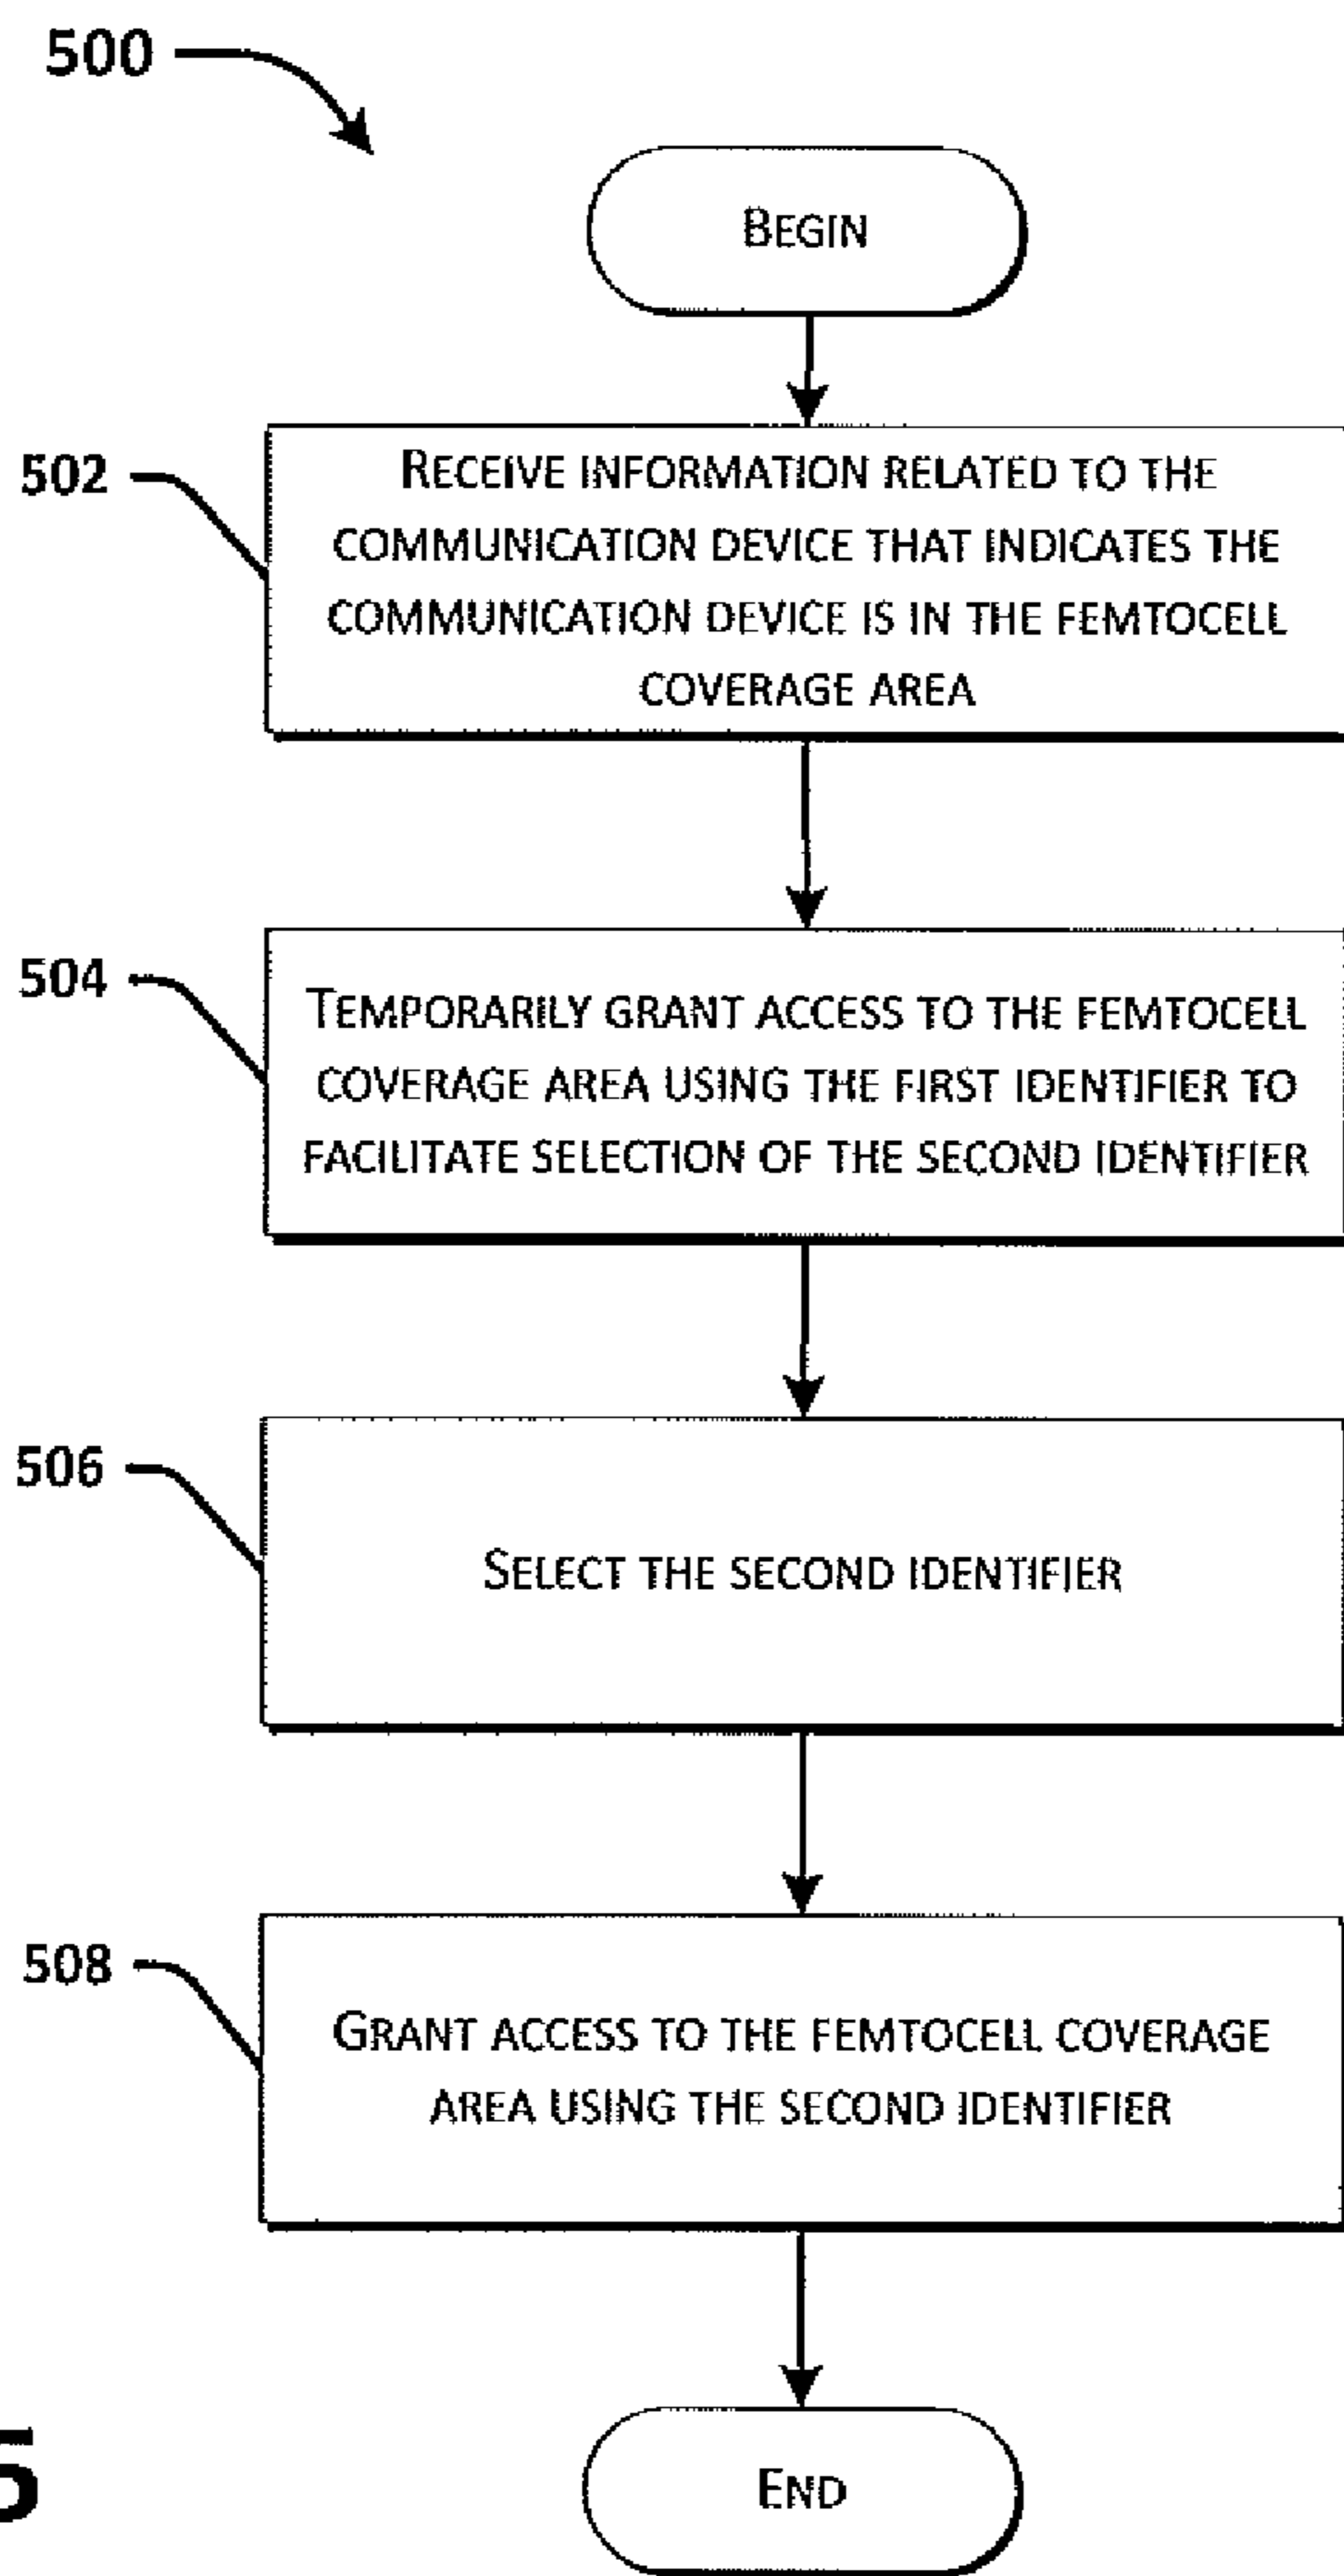 500
BEGIN
502
RECEIVE INFORMATION RELATED TO THE
COMMUNICATION DEVICE THAT INDICATES THE
COMMUNICATION DEVICE IS IN THE FEMTOCELL
COVERAGE AREA
504
TEMPORARILY GRANT ACCESS TO THE FEMTOCELL
COVERAGE AREA USING THE FIRST IDENTIFIER TO
FACILITATE SELECTION OF THE SECOND IDENTIFIER
506
SELECT THE SECOND IDENTIFIER
508
GRANT ACCESS TO THE FEMTOCELL COVERAGE
AREA USING THE SECOND IDENTIFIER
5
END